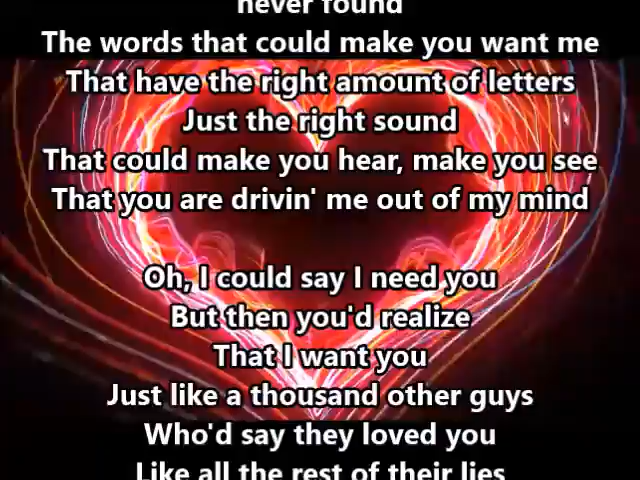 never found
The words that could make you want me
That have the right amount of letters
Just the right sound
That could make you hear, make you see
That you are drivin' me out of my mind
Oh, I could say I need you
But then you'd realize
That I want you
Just like a thousand other guys
Who'd say they loved you
Like all the rest of their lies